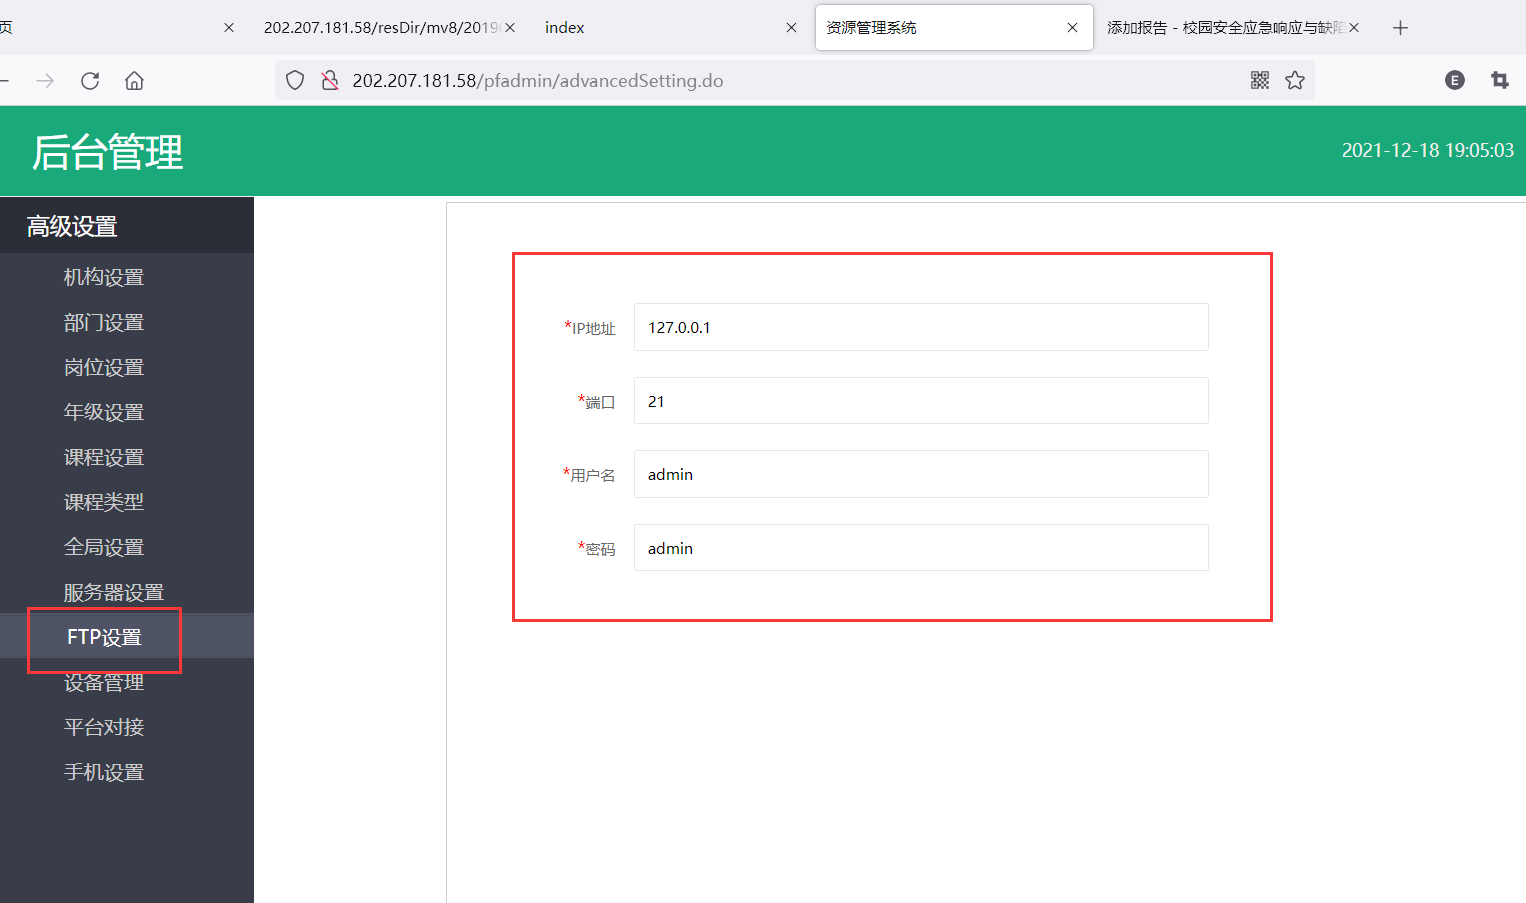 页
202.207.181.58/resDir/mv8/2019
index
资源管理系统
添加报告 - 校园安全应急响应与缺陷
202.207.181.58/pfadmin/advancedSetting.do
E
后台管理
2021-12-18 19:05:03
高级设置
机构设置
部门设置
岗位设置
年级设置
课程设置
课程类型
全局设置
服务器设置
FTP设置
设备管理
平台对接
手机设置
*IP地址
127.0.0.1
*端口
21
*用户名
admin
*密码
admin